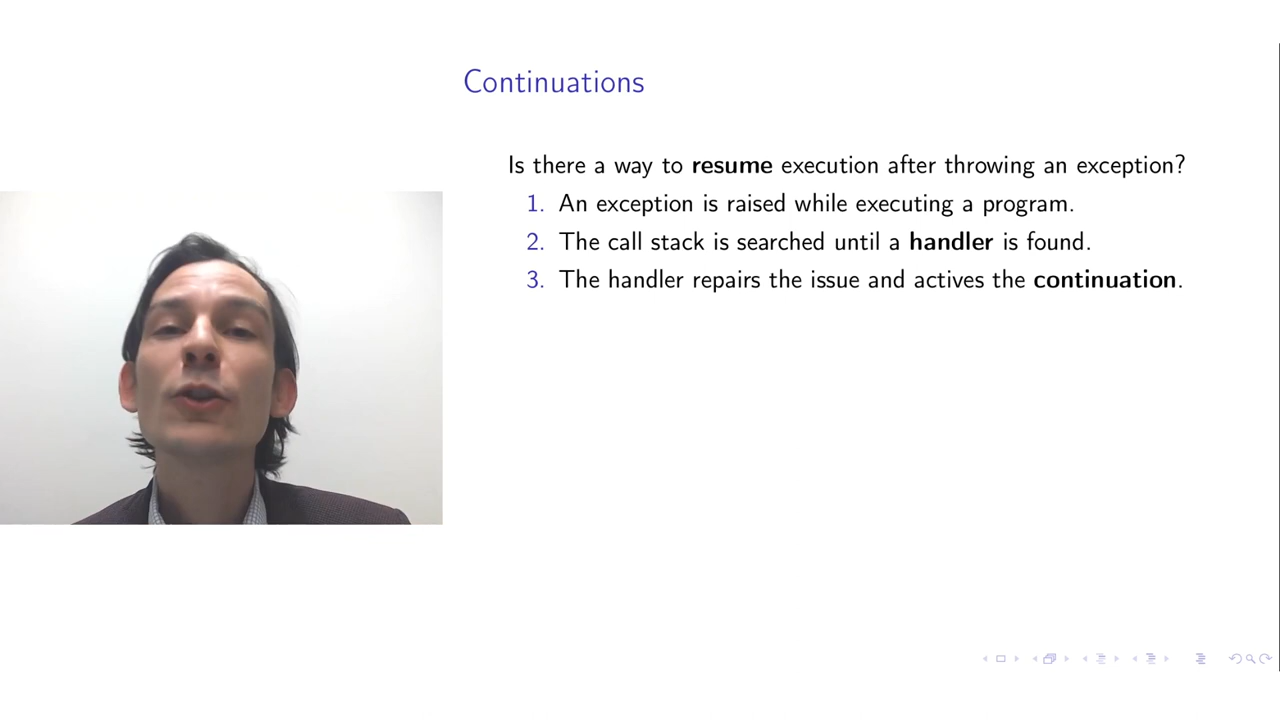 Continuations
Is there a way to resume execution after throwing an exception?
1. An exception is raised while executing a program.
2. The call stack is searched until a handler is found.
3. The handler repairs the issue and actives the continuation.